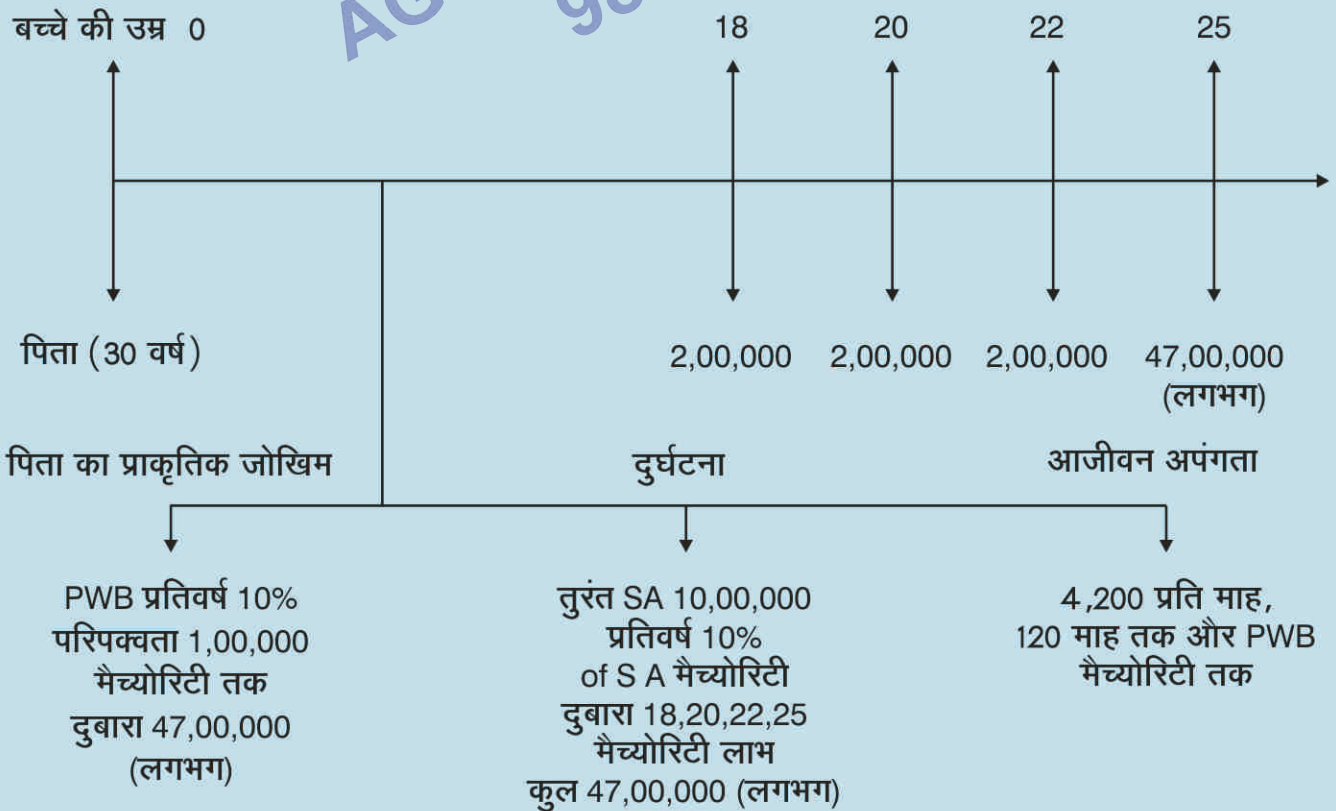 AG 98
बच्चे की उम्र 0 18 20 22 25
पिता (30 वर्ष) 2,00,000 2,00,000 2,00,000 47,00,000
(लगभग)
पिता का प्राकृतिक जोखिम दुर्घटना आजीवन अपंगता
PWB प्रतिवर्ष 10%
परिपक्वता 1,00,000
मैच्योरिटी तक
दुबारा 47,00,000
(लगभग)
तुरंत SA 10,00,000
प्रतिवर्ष 10%
of S A मैच्योरिटी
दुबारा 18,20,22,25
मैच्योरिटी लाभ
कुल 47,00,000 (लगभग)
4,200 प्रति माह,
120 माह तक और PWB
मैच्योरिटी तक